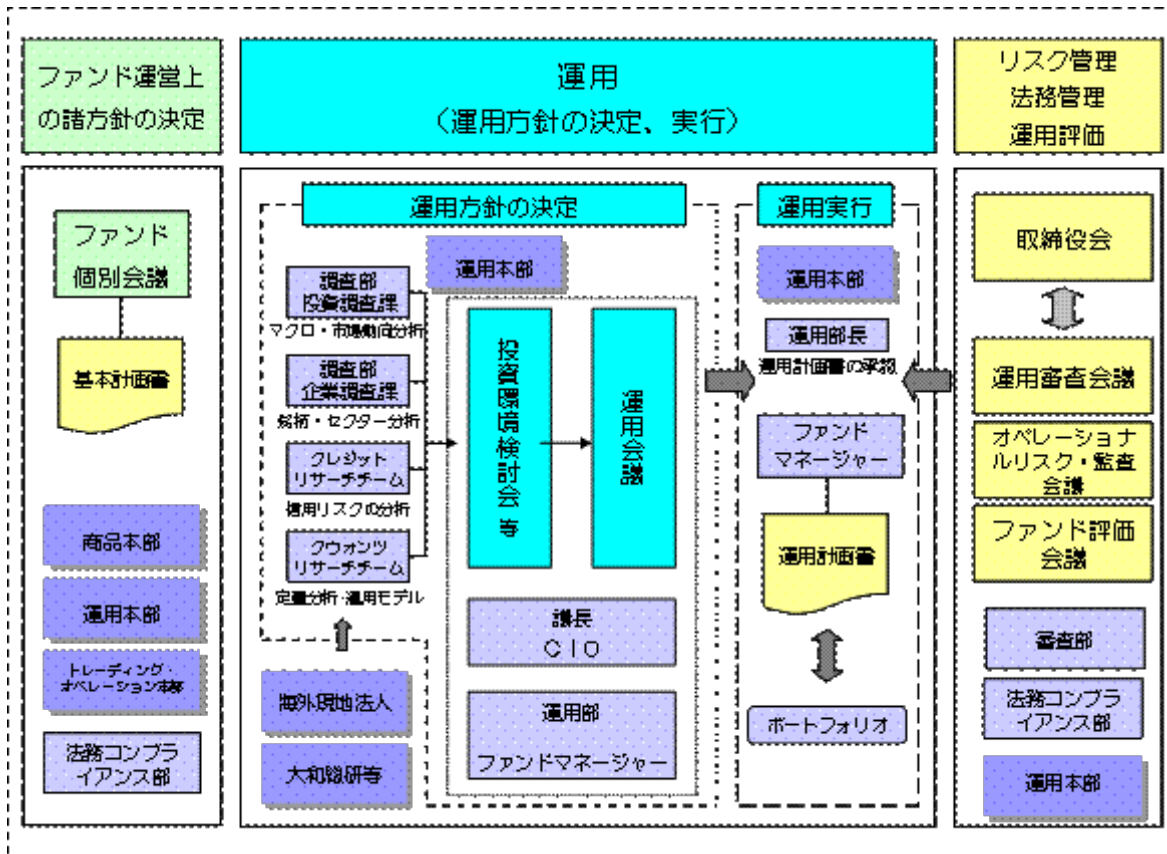 ファンド運営上
の諸方針の決定
運用
（運用方針の決定、実行）
リスク管理
法務管理
運用評価
ファンド
個別会議
基本計画書
商品本部
運用本部
トレーディング・
オペレーション本部
法務コンプラ
イアンス部
運用方針の決定
運用本部
調査部
投資調査課
マクロ・市場動向分析
調査部
企業調査課
銘柄・セクター分析
クレジット
リサーチチーム
信用リスクの分析
クウォンツ
リサーチチーム
定量分析・運用モデル
海外現地法人
大和総研等
投資環境検討会 等
運用会議
議長
ＣＩＯ
運用部
ファンドマネージャー
運用実行
運用本部
運用部長
運用計画書の承認
ファンド
マネージャー
運用計画書
ポートフォリオ
取締役会
運用審査会議
オペレーショナ
ルリスク・監査
会議
ファンド評価
会議
審査部
法務コンプラ
イアンス部
運用本部